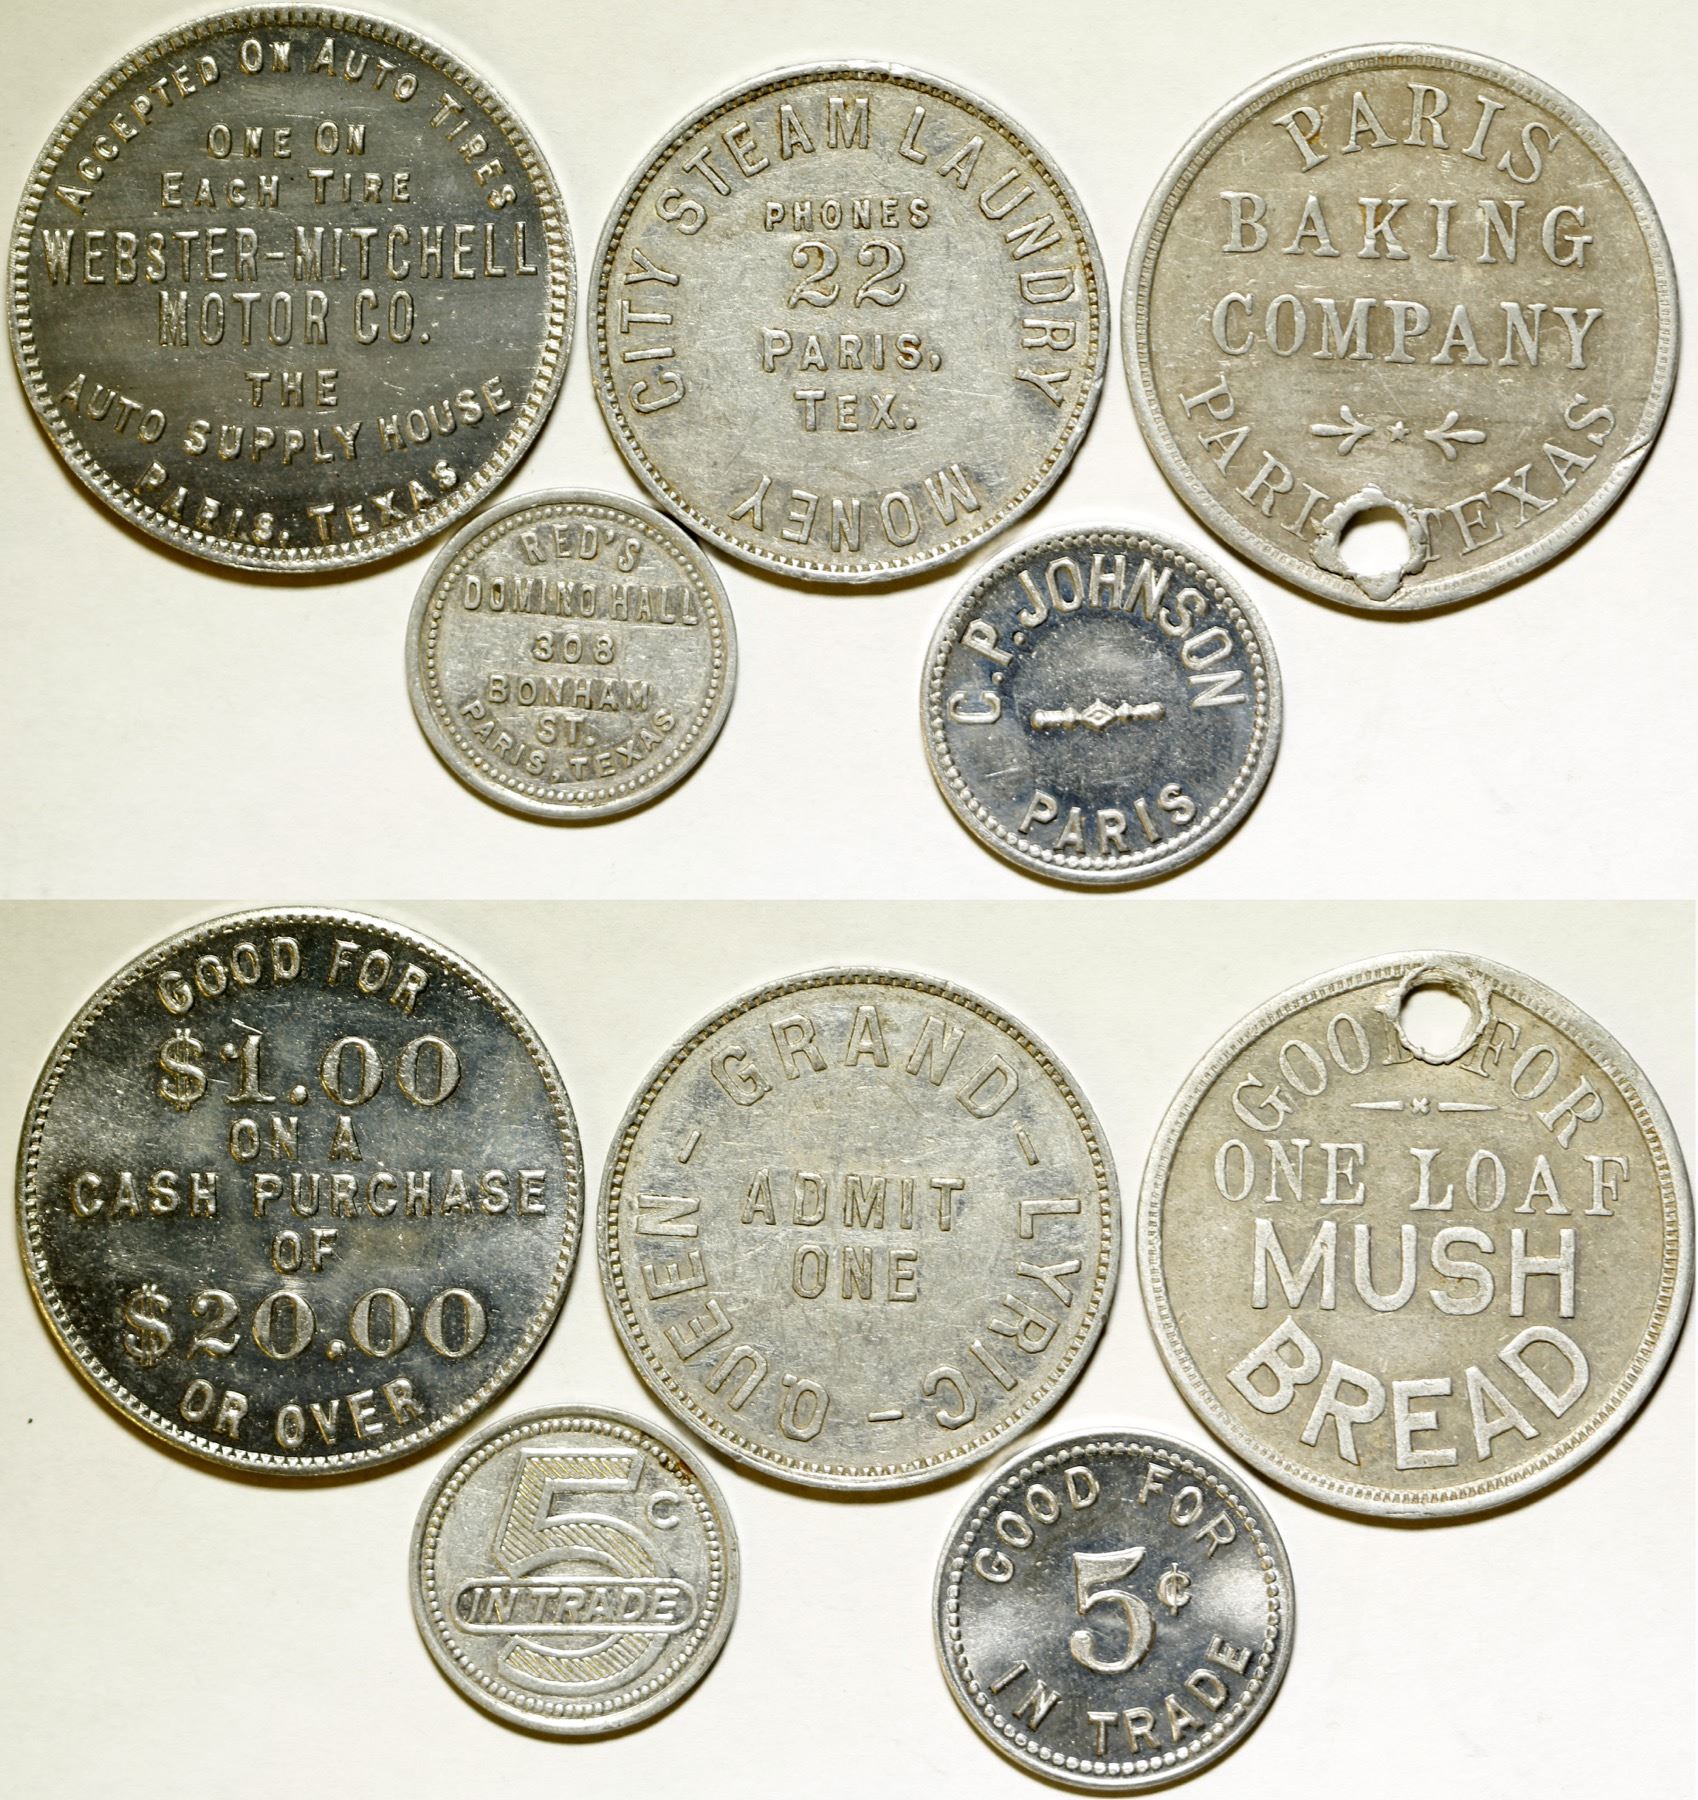 ACCEPTED ON AUTO TIRES
ONE ON
EACH TIRE
WEBSTER-MITCHELL
MOTOR CO.
THE
AUTO SUPPLY HOUSE
PARIS, TEXAS
CITY STEAM LAUNDRY
PHONES
22
PARIS,
TEX.
MONEY
PARIS
BAKING
COMPANY
PARI TEXAS
RED'S
DOMINO HALL
308
BONHAM
ST.
PARIS, TEXAS
C.P. JOHNSON
PARIS
GOOD FOR
$1.00
ON A
CASH PURCHASE
OF
$20.00
OR OVER
QUEEN - GRAND - LYRIC -
ADMIT
ONE
GOOD FOR
ONE LOAF
MUSH
BREAD
5¢
IN TRADE
GOOD FOR
5¢
IN TRADE